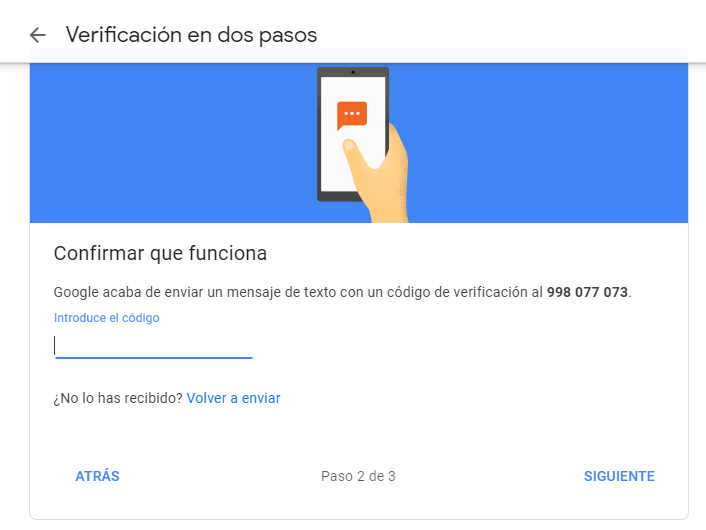 Verificación en dos pasos
Confirmar que funciona
Google acaba de enviar un mensaje de texto con un código de verificación al 998 077 073.
Introduce el código
¿No lo has recibido? Volver a enviar
ATRÁS Paso 2 de 3 SIGUIENTE